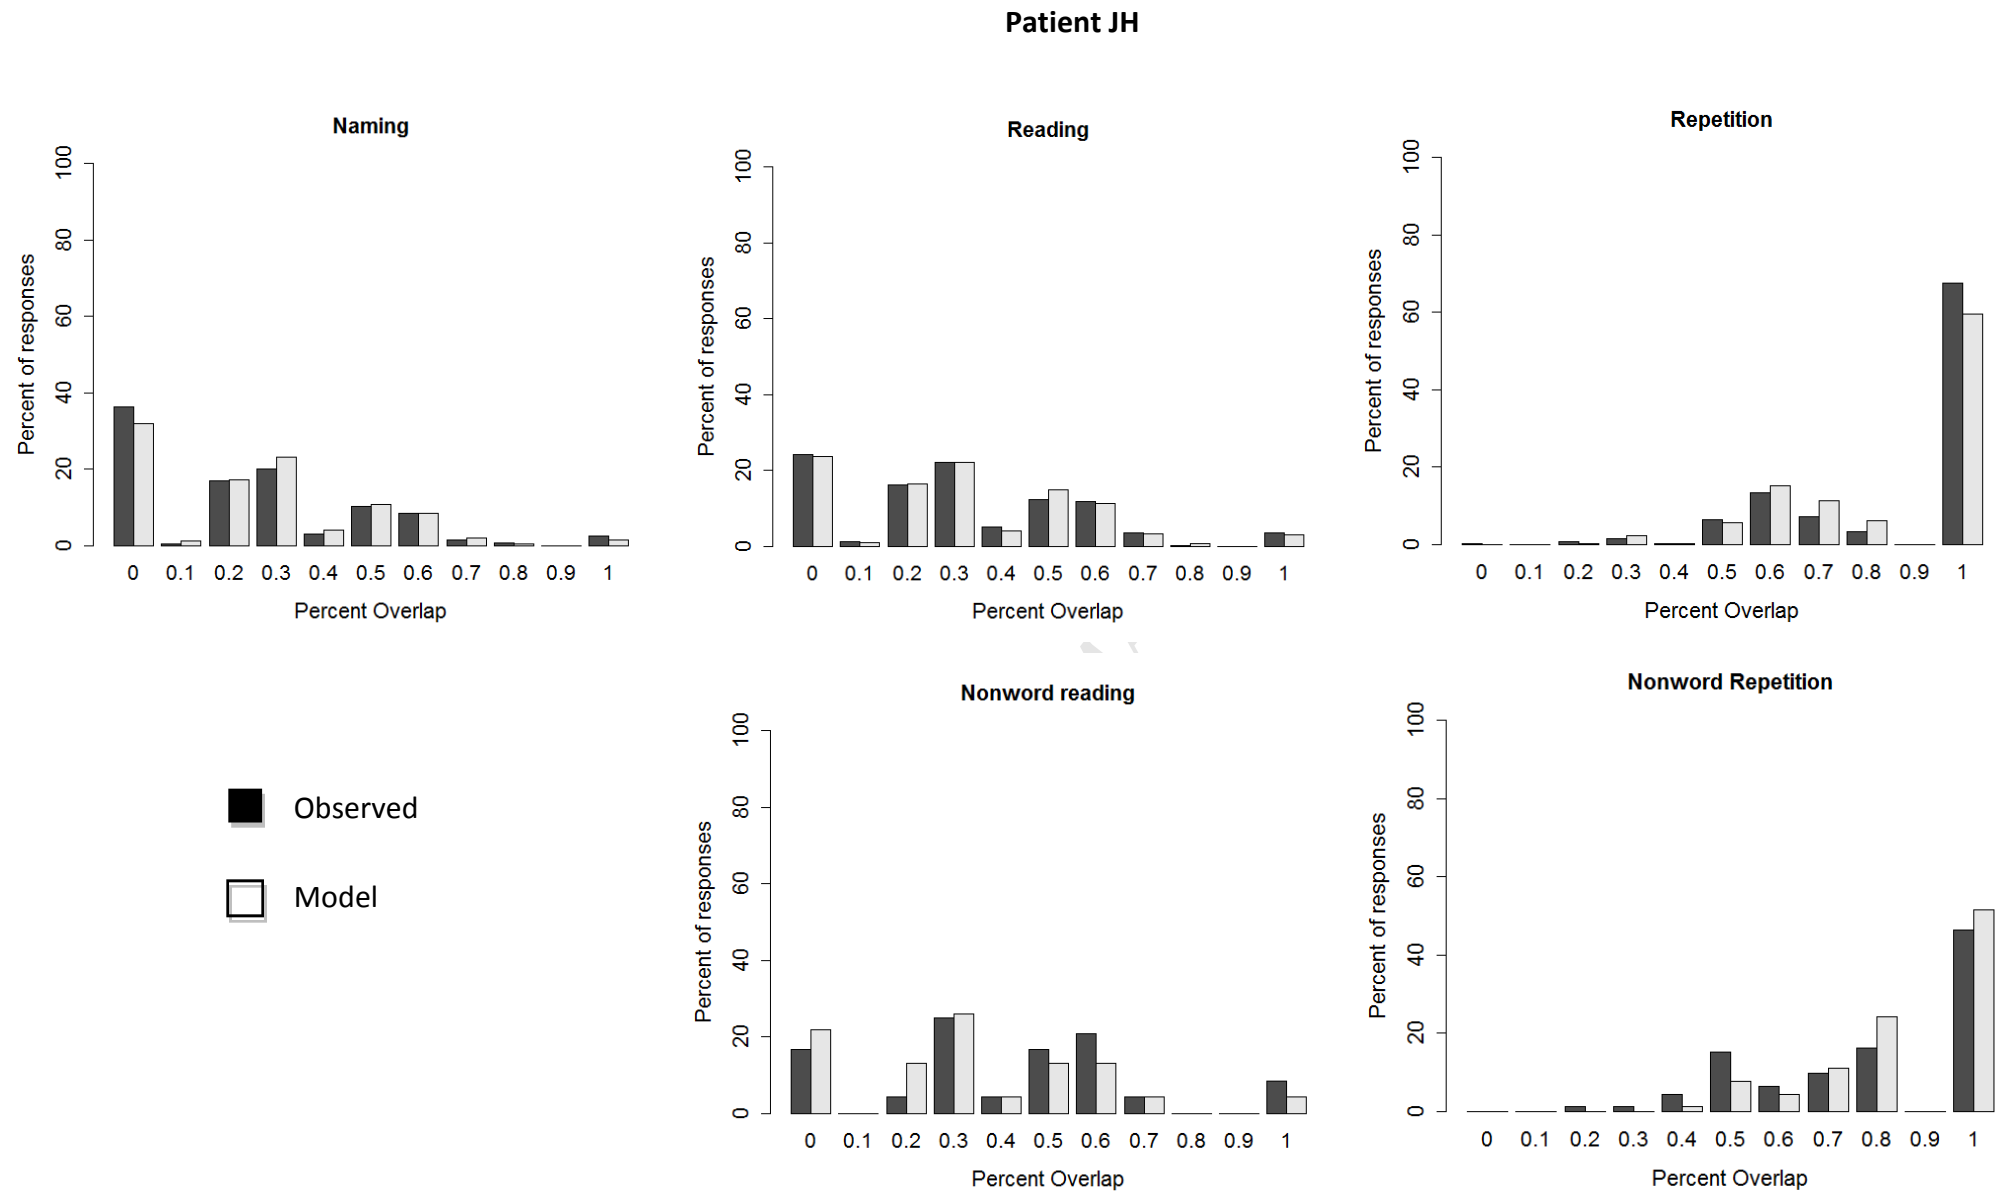 Patient JH
Naming
Percent of responses
0 20 40 60 80 100
0 0.1 0.2 0.3 0.4 0.5 0.6 0.7 0.8 0.9 1
Percent Overlap
Reading
Percent of responses
0 20 40 60 80 100
0 0.1 0.2 0.3 0.4 0.5 0.6 0.7 0.8 0.9 1
Percent Overlap
Repetition
Percent of responses
0 20 40 60 80 100
0 0.1 0.2 0.3 0.4 0.5 0.6 0.7 0.8 0.9 1
Percent Overlap
Observed
Model
Nonword reading
Percent of responses
0 20 40 60 80 100
0 0.1 0.2 0.3 0.4 0.5 0.6 0.7 0.8 0.9 1
Percent Overlap
Nonword Repetition
Percent of responses
0 20 40 60 80 100
0 0.1 0.2 0.3 0.4 0.5 0.6 0.7 0.8 0.9 1
Percent Overlap